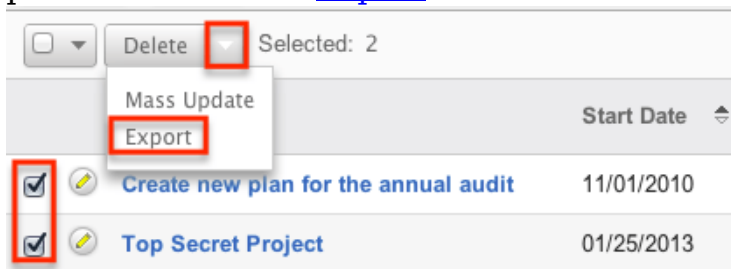 Delete Selected: 2
Mass Update
Start Date
Export
Create new plan for the annual audit 11/01/2010
Top Secret Project 01/25/2013